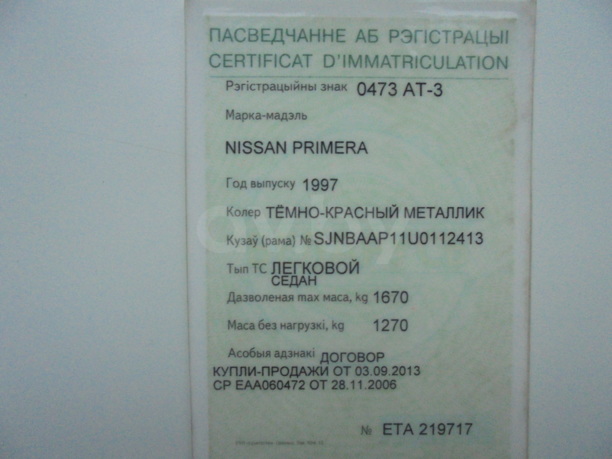 ПАСВЕДЧАННЕ АБ РЭГІСТРАЦЫІ
CERTIFICAT D'IMMATRICULATION
Рэгістрацыйны знак 0473 AT-3
Марка-мадэль
NISSAN PRIMERA
Год выпуску 1997
Колер ТЁМНО-КРАСНЫЙ МЕТАЛЛИК
Кузаў (рама) № SJNBAAP11U0112413
Тып ТС ЛЕГКОВОЙ
СЕДАН
Дазволеная max маса, kg 1670
Маса без нагрузкі, kg 1270
Асобыя адзнакі ДОГОВОР
КУПЛИ-ПРОДАЖИ ОТ 03.09.2013
СР ЕАА060472 ОТ 28.11.2006
№ ЕТА 219717